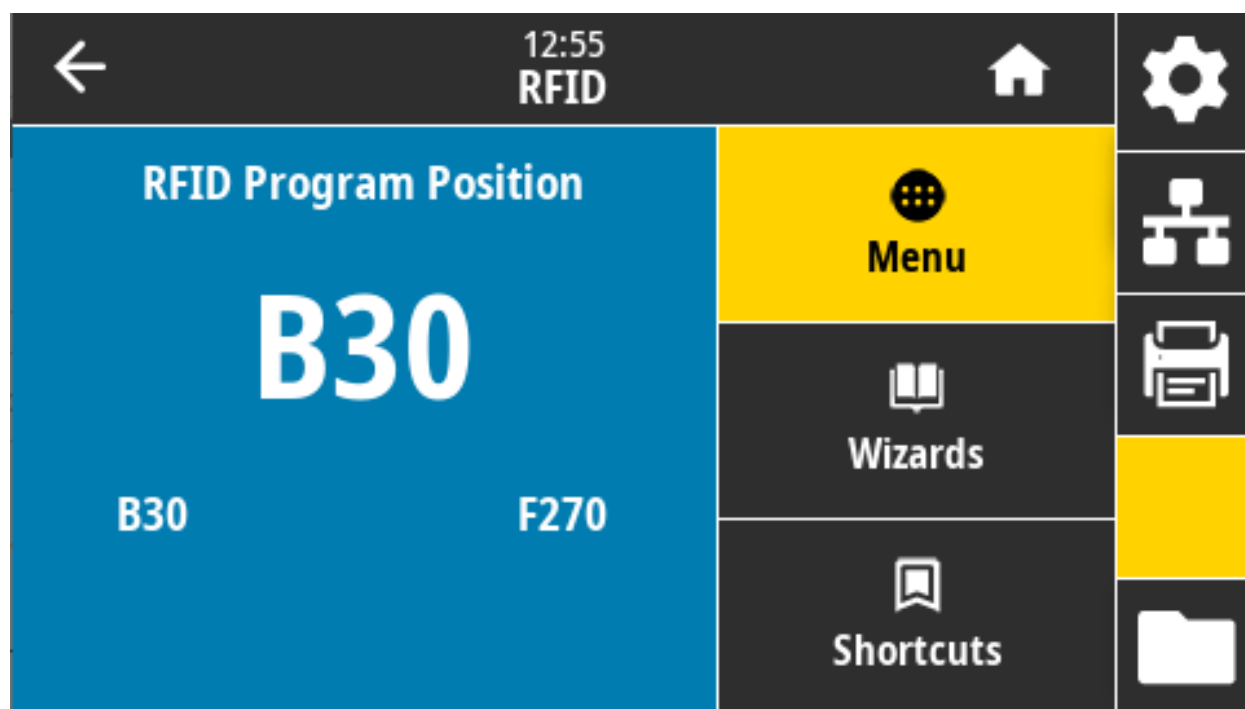 12:55
RFID
RFID Program Position
B30
B30 F270
Menu
Wizards
Shortcuts